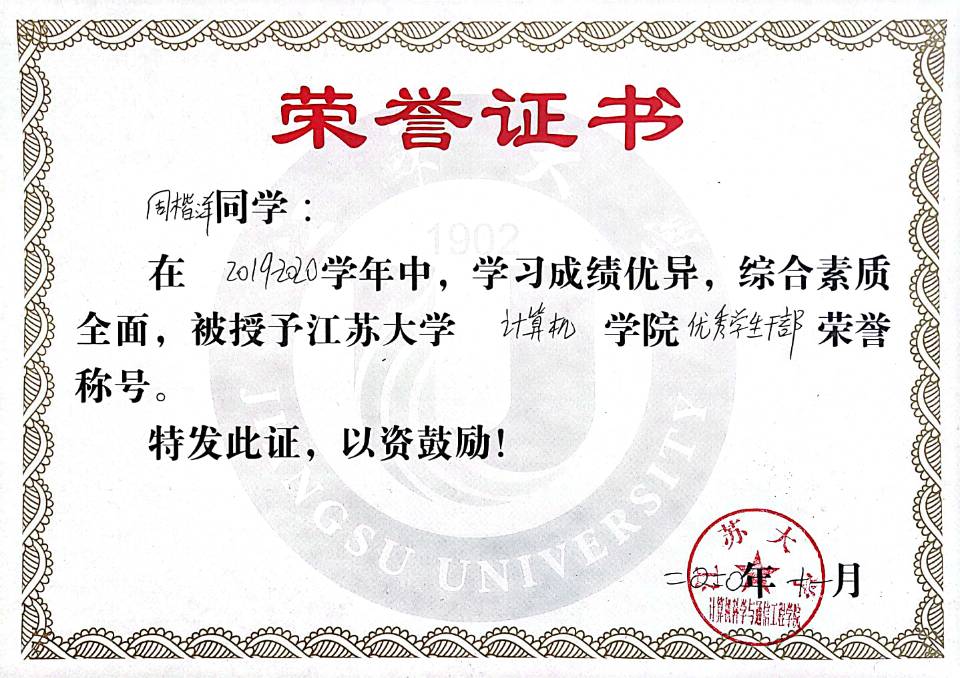 荣誉证书
周楷洋同学：
在 2019-2020学年中，学习成绩优异，综合素质
全面，被授予江苏大学 计算机 学院优秀学生干部荣誉
称号。
特发此证，以资鼓励！
1902
JIANGSU UNIVERSITY
江苏大学
计算机科学与通信工程学院
二〇二〇年十一月